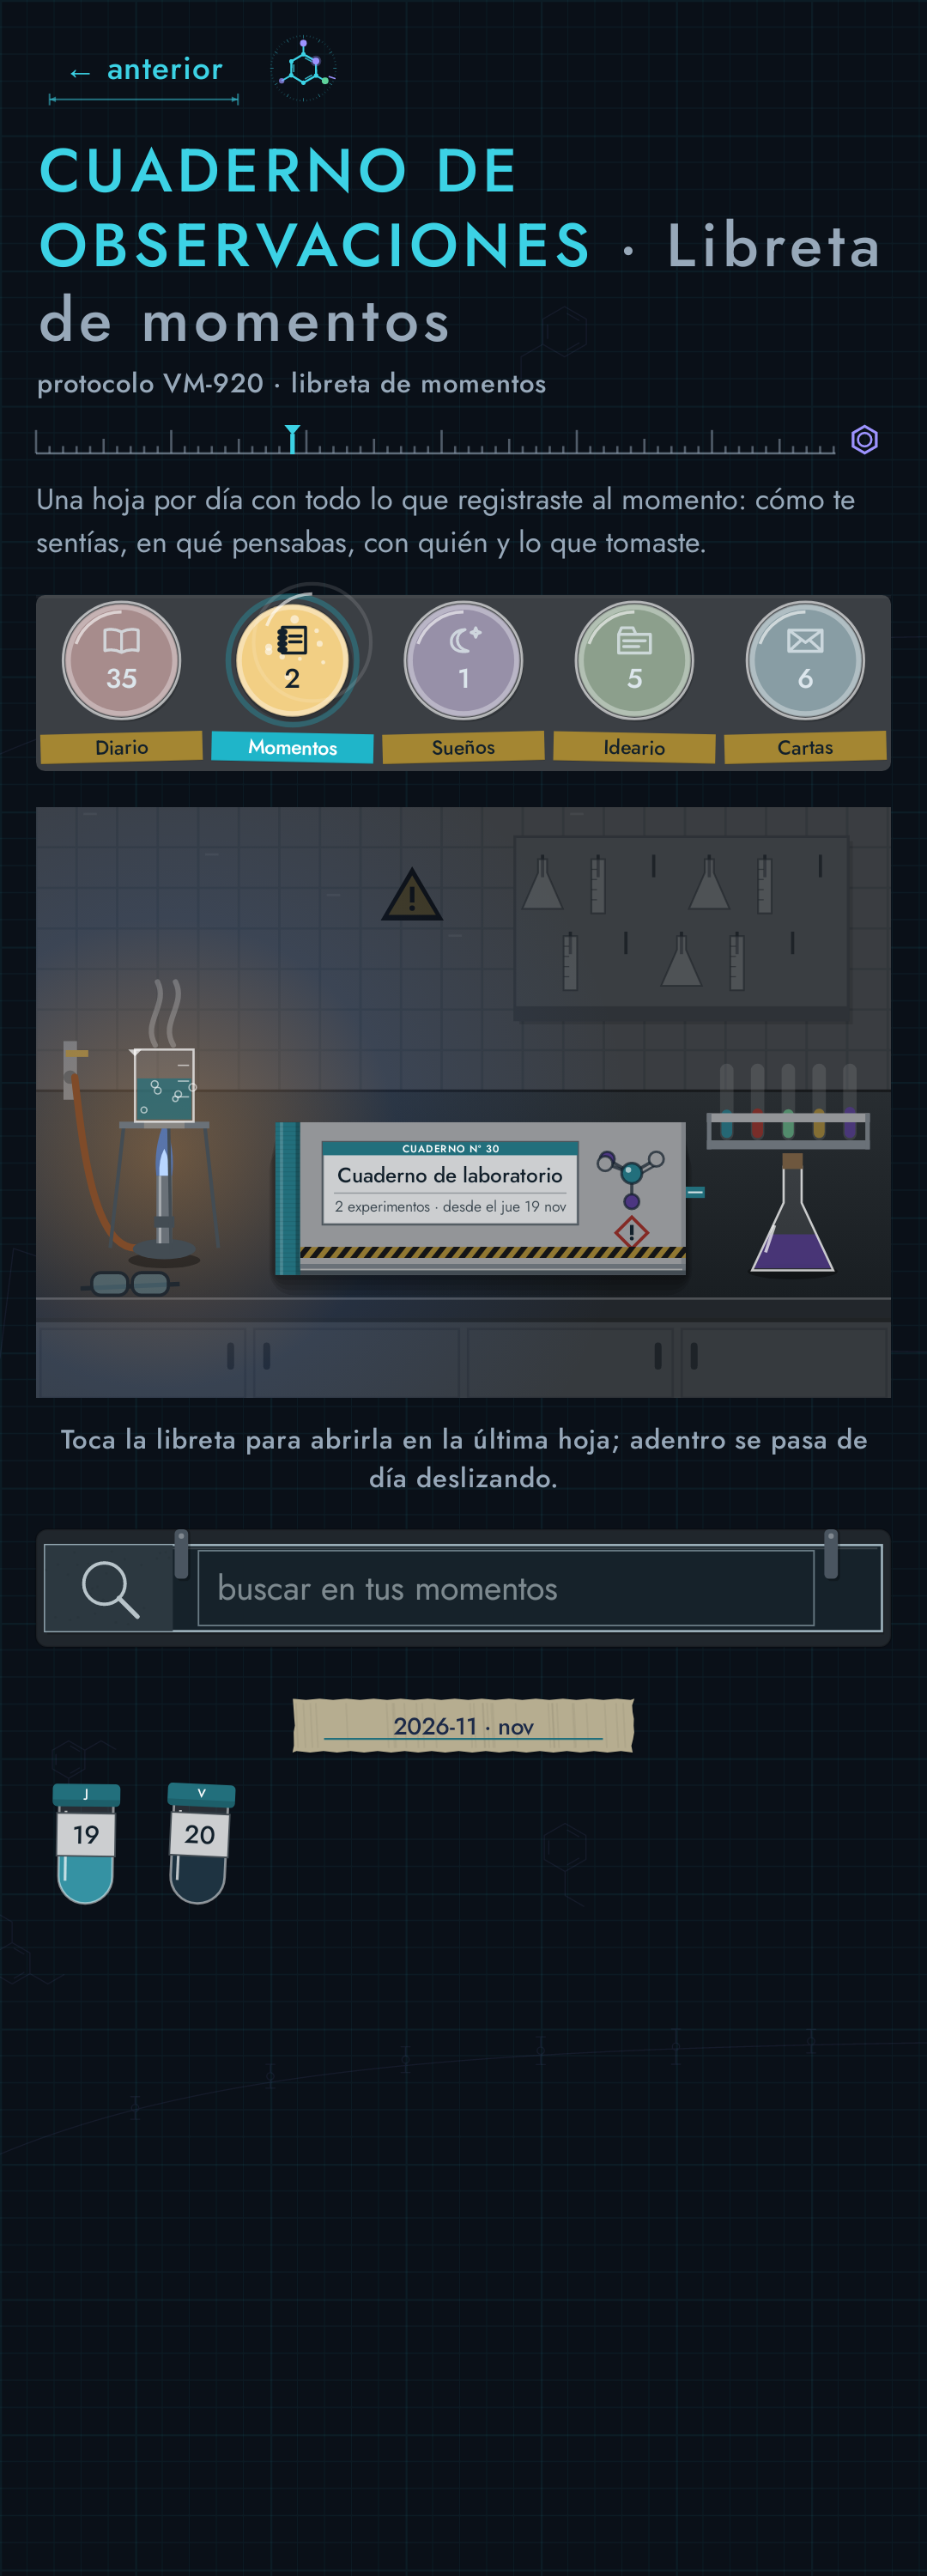 ← anterior
CUADERNO DE
OBSERVACIONES · Libreta
de momentos
protocolo VM-920 · libreta de momentos
Una hoja por día con todo lo que registraste al momento: cómo te
sentías, en qué pensabas, con quién y lo que tomaste.
35 2 1 5 6
Diario Momentos Sueños Ideario Cartas
CUADERNO N° 30
Cuaderno de laboratorio
2 experimentos · desde el jue 19 nov
Toca la libreta para abrirla en la última hoja; adentro se pasa de
día deslizando.
buscar en tus momentos
2026-11 · nov
J V
19 20